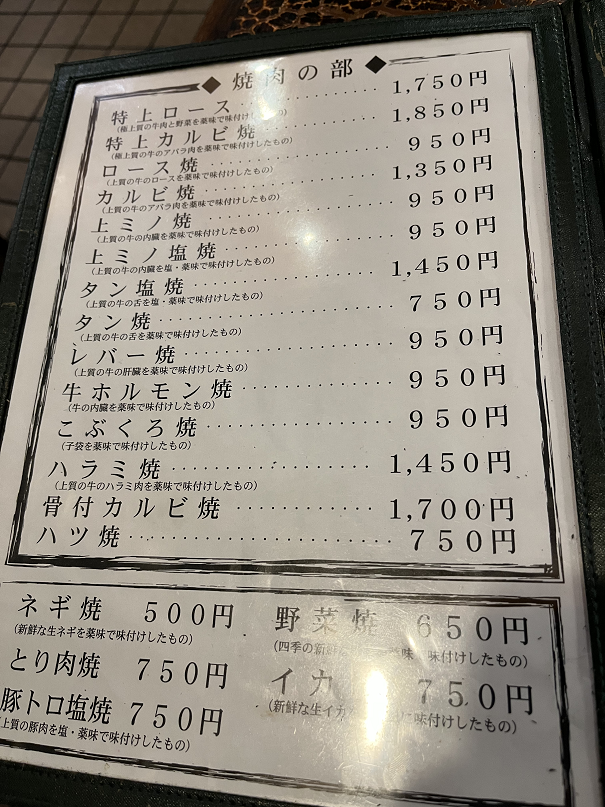 ◆ 焼肉の部 ◆
特上ロース ・・・・・・・・・・ 1,750円
(極上質の牛肉と野菜を薬味で味付け
特上カルビ焼 ・・・・・・・・・・ 1,850円
(極上質の牛のアバラ肉を薬味で味付けしたもの)
ロース焼 ・・・・・・・・・・ 950円
(上質の牛のロースを薬味で味付けしたもの)
カルビ焼 ・・・・・・・・・・ 1,350円
(上質の牛のアバラ肉を薬味で味付けしたもの)
上ミノ焼 ・・・・・・・・・・ 950円
(上質の牛の内臓を薬味で味付けしたもの)
上ミノ塩焼 ・・・・・・・・・・ 950円
(上質の牛の内臓を塩・薬味で味付けしたもの)
タン塩焼 ・・・・・・・・・・ 1,450円
(上質の牛の舌を塩・薬味で味付けしたもの)
タン焼 ・・・・・・・・・・ 750円
(上質の牛の舌を薬味で味付けしたもの)
レバー焼 ・・・・・・・・・・ 950円
(上質の牛の肝臓を薬味で味付けしたもの)
牛ホルモン焼 ・・・・・・・・・・ 950円
(牛の内臓を薬味で味付けしたもの)
こぶくろ焼 ・・・・・・・・・・ 950円
(子袋を薬味で味付けしたもの)
ハラミ焼 ・・・・・・・・・・ 1,450円
(上質の牛のハラミ肉を薬味で味付けしたもの)
骨付カルビ焼 ・・・・・・・・・・ 1,700円
ハツ焼 ・・・・・・・・・・ 750円
ネギ焼 500円
(新鮮な生ネギを薬味で味付けしたもの)
とり肉焼 750円
豚トロ塩焼 750円
上質の豚肉を塩・薬味で味付けしたもの)
野菜焼 650円
(四季の新 味 味付けしたもの)
イカ 750円
(新鮮な生イカ に味付けしたもの)